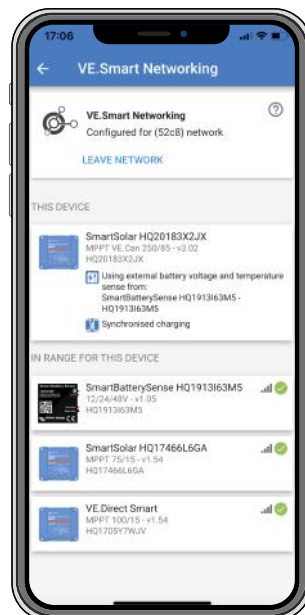 17:06
VE.Smart Networking
VE.Smart Networking
Configured for (52c8) network
LEAVE NETWORK
THIS DEVICE
SmartSolar HQ20183X2JX
MPPT VE.Can 250/85 - v3.02
HQ20183X2JX
Using external battery voltage and temperature
sense from:
SmartBatterySense HQ1913I63M5 -
HQ1913I63M5
Synchronised charging
IN RANGE FOR THIS DEVICE
SmartBatterySense HQ1913I63M5
12/24/48V - v1.05
HQ1913I63M5
SmartSolar HQ17466L6GA
MPPT 75/15 - v1.54
HQ17466L6GA
VE.Direct Smart
MPPT 100/15 - v1.54
HQ1705Y7WJV